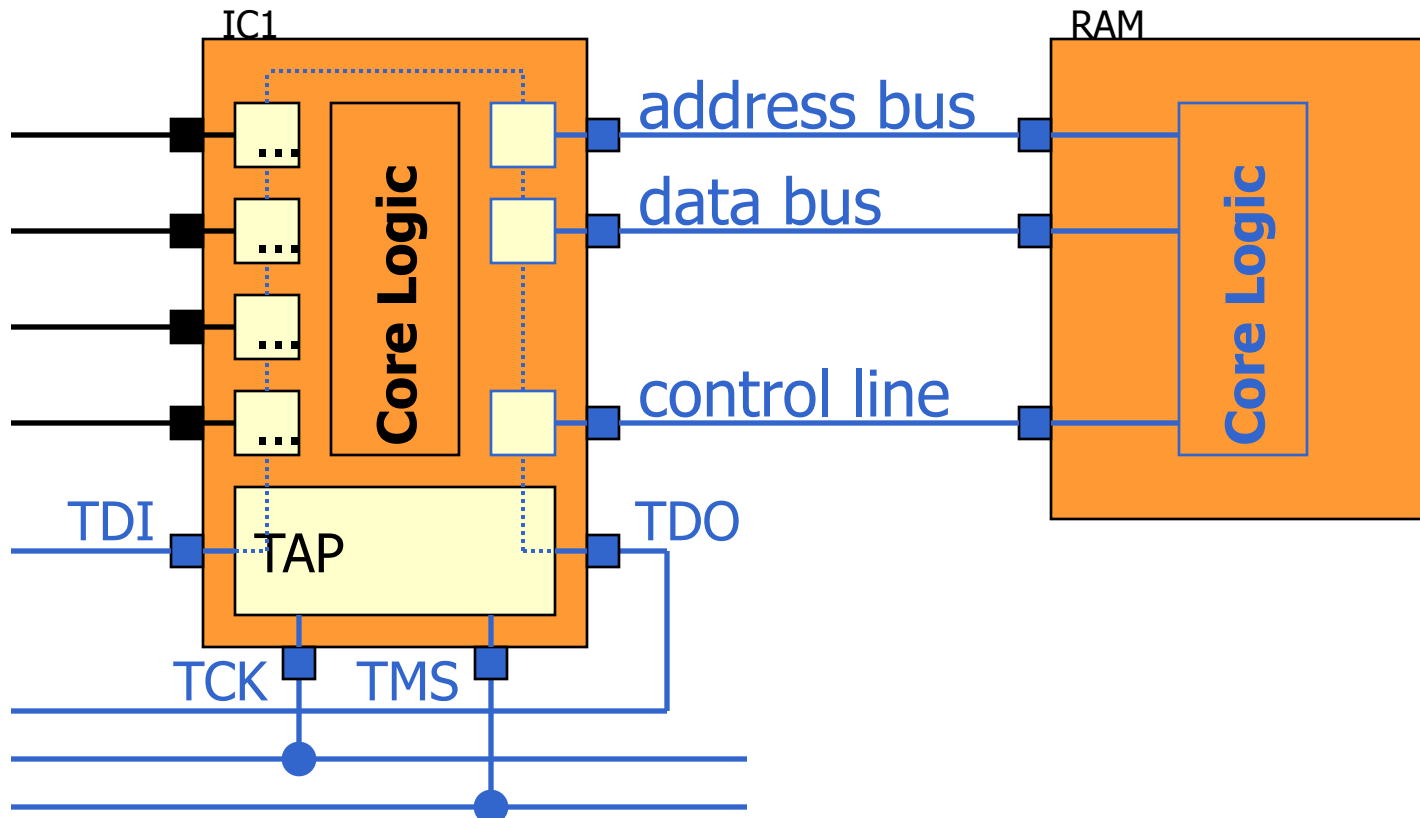 IC1
RAM
address bus
...
data bus
...
Core Logic
Core Logic
...
control line
...
TDI
TAP
TDO
TCK
TMS